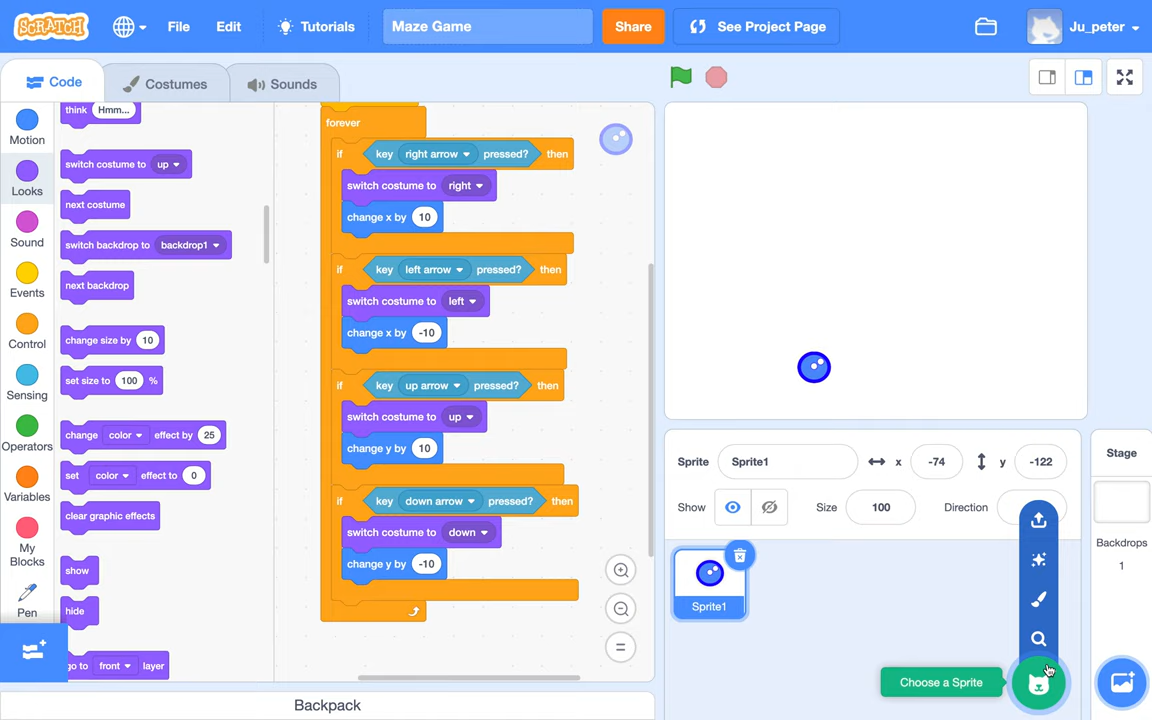 SCRATCH File Edit Tutorials Maze Game Share See Project Page Ju_peter
Code Costumes Sounds
Motion
Looks
Sound
Events
Control
Sensing
Operators
Variables
My
Blocks
Pen
think Hmm...
switch costume to up
next costume
switch backdrop to backdrop1
next backdrop
change size by 10
set size to 100 %
change color effect by 25
set color effect to 0
clear graphic effects
show
hide
go to front layer
forever
if key right arrow pressed? then
switch costume to right
change x by 10
if key left arrow pressed? then
switch costume to left
change x by -10
if key up arrow pressed? then
switch costume to up
change y by 10
if key down arrow pressed? then
switch costume to down
change y by -10
Backpack
Sprite Sprite1 x -74 y -122
Show Size 100 Direction
Sprite1
Choose a Sprite
Stage
Backdrops
1